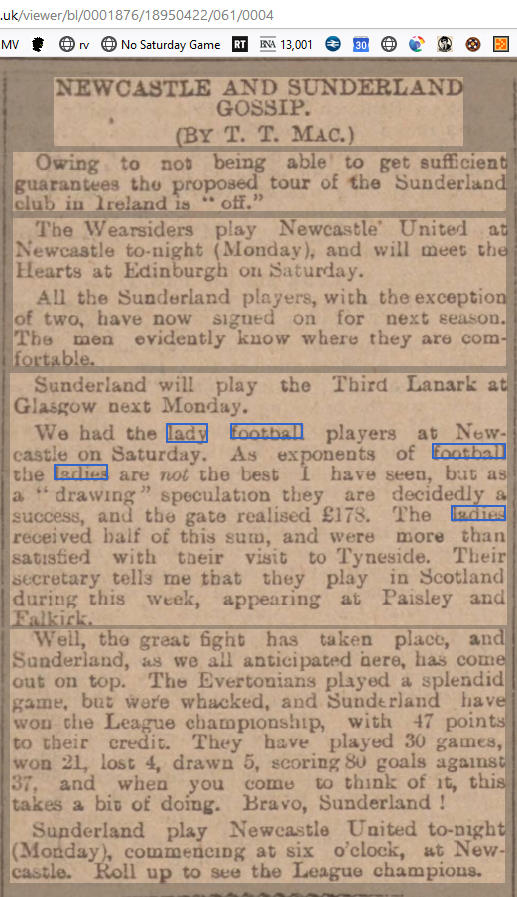 .uk/viewer/bl/0001876/18950422/061/0004
MV rv No Saturday Game RT BNA 13,001 30
NEWCASTLE AND SUNDERLAND
GOSSIP.
(BY T. T. MAC.)
Owing to not being able to get sufficient
guarantees the proposed tour of the Sunderland
club in Ireland is "off."
The Wearsiders play Newcastle United at
Newcastle to-night (Monday), and will meet the
Hearts at Edinburgh on Saturday.
All the Sunderland players, with the exception
of two, have now signed on for next season.
The men evidently know where they are com-
fortable.
Sunderland will play the Third Lanark at
Glasgow next Monday.
We had the lady football players at New-
castle on Saturday. As exponents of football
the ladies are not the best I have seen, but as
a "drawing" speculation they are decidedly a
success, and the gate realised £178. The ladies
received half of this sum, and were more than
satisfied with their visit to Tyneside. Their
secretary tells me that they play in Scotland
during this week, appearing at Paisley and
Falkirk.
Well, the great fight has taken place, and
Sunderland, as we all anticipated here, has come
out on top. The Evertonians played a splendid
game, but were whacked, and Sunderland have
won the League championship, with 47 points
to their credit. They have played 30 games,
won 21, lost 4, drawn 5, scoring 80 goals against
37, and when you come to think of it, this
takes a bit of doing. Bravo, Sunderland !
Sunderland play Newcastle United to-night
(Monday), commencing at six o'clock, at New-
castle. Roll up to see the League champions.